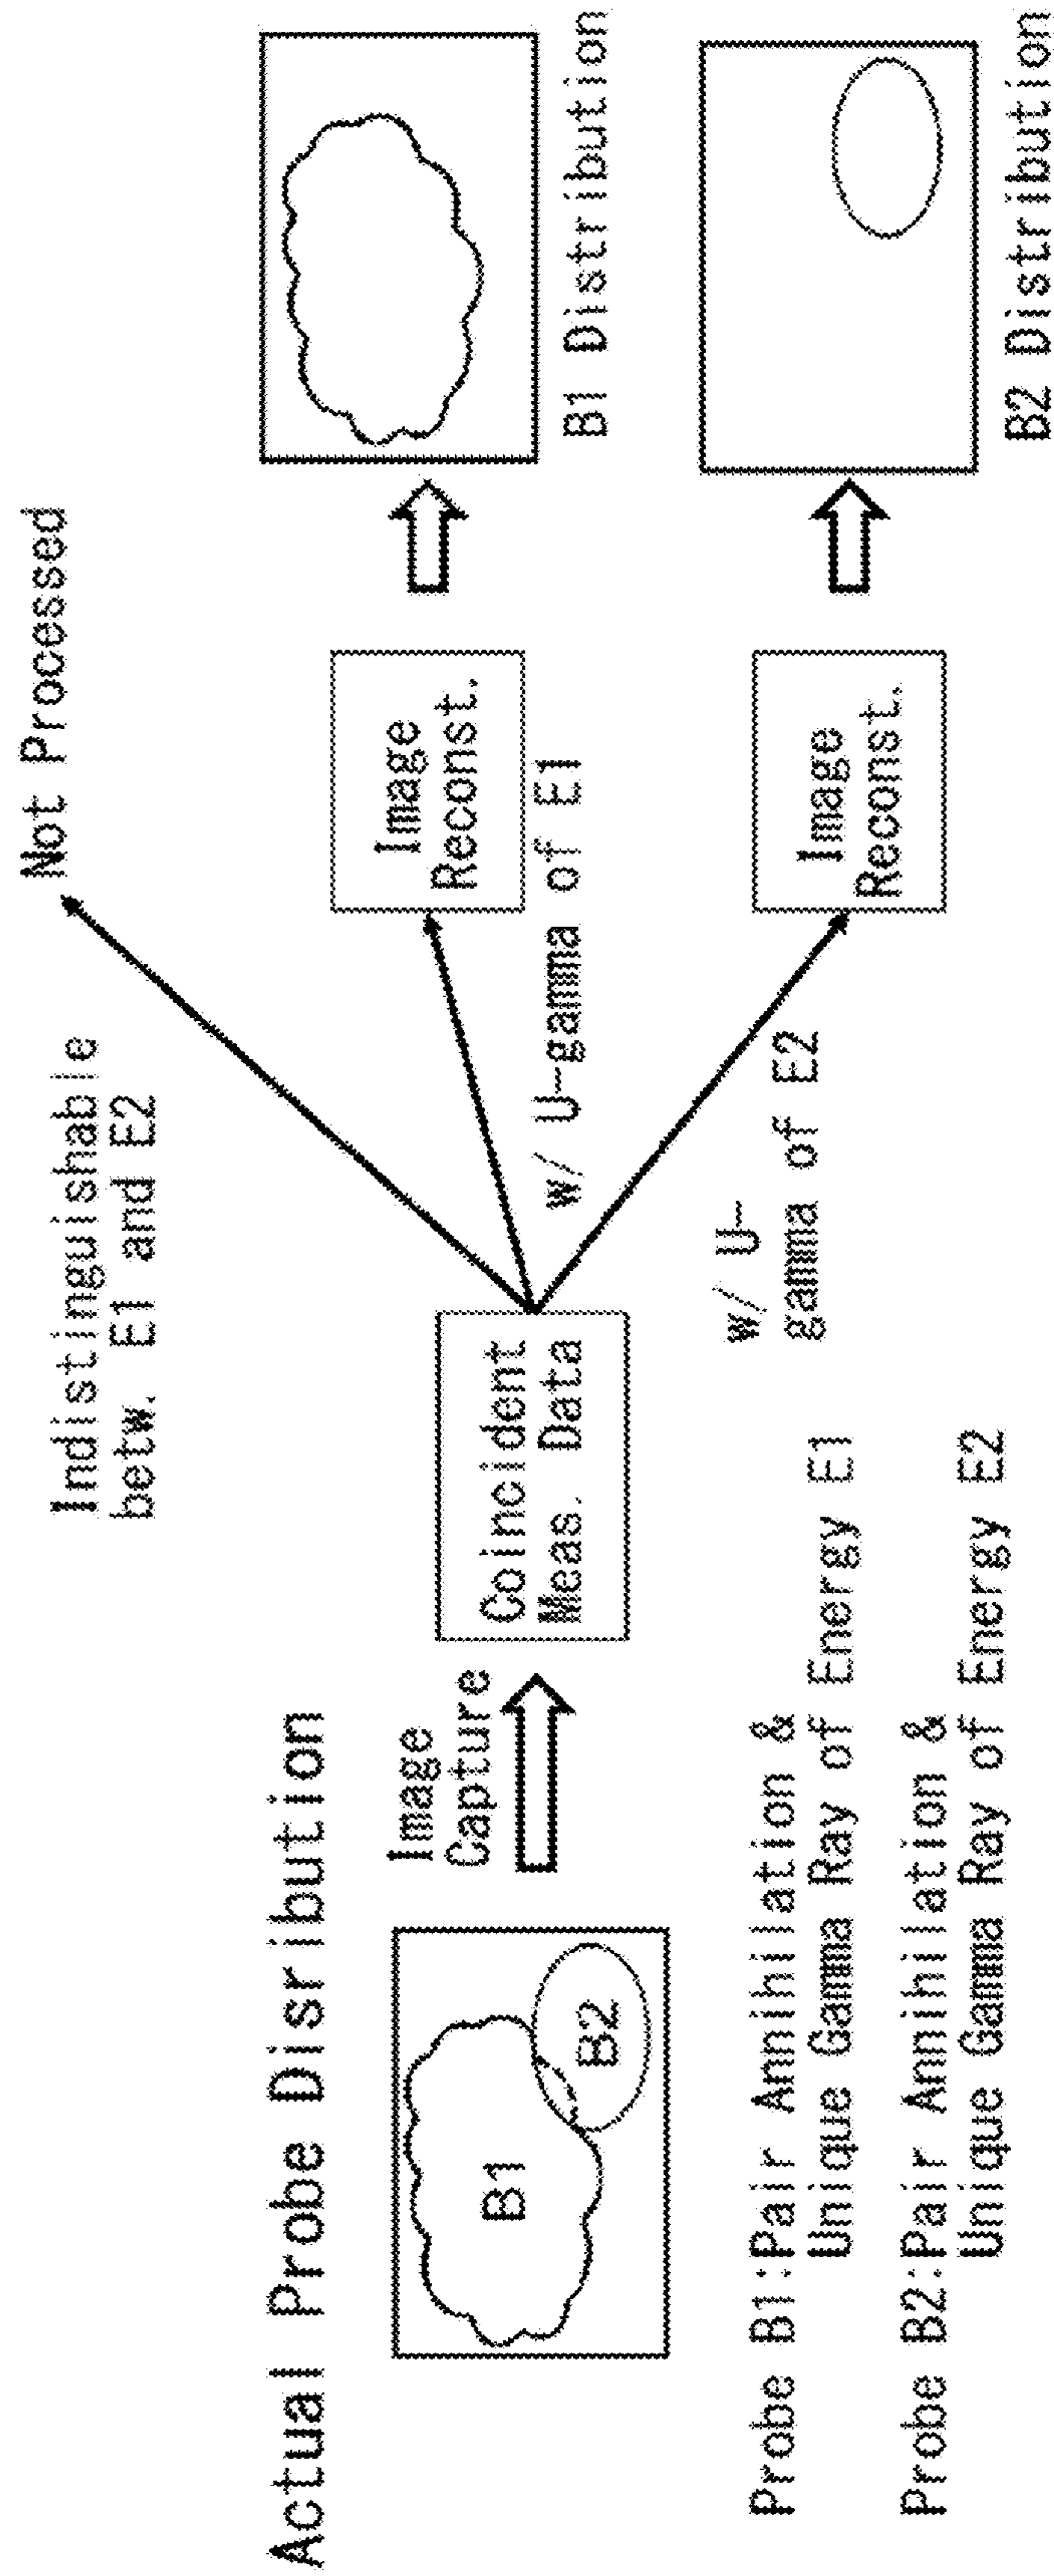 Actual Probe Disribution
B1
B2
Image
Capture
Coincident
Meas. Data
Indistinguishable
betw. E1 and E2
Not Processed
w/ U-gamma of E1
w/ U-
gamma of E2
Image
Reconst.
Image
Reconst.
B1 Distribution
B2 Distribution
Probe B1:Pair Annihilation &
Unique Gamma Ray of Energy E1
Probe B2:Pair Annihilation &
Unique Gamma Ray of Energy E2